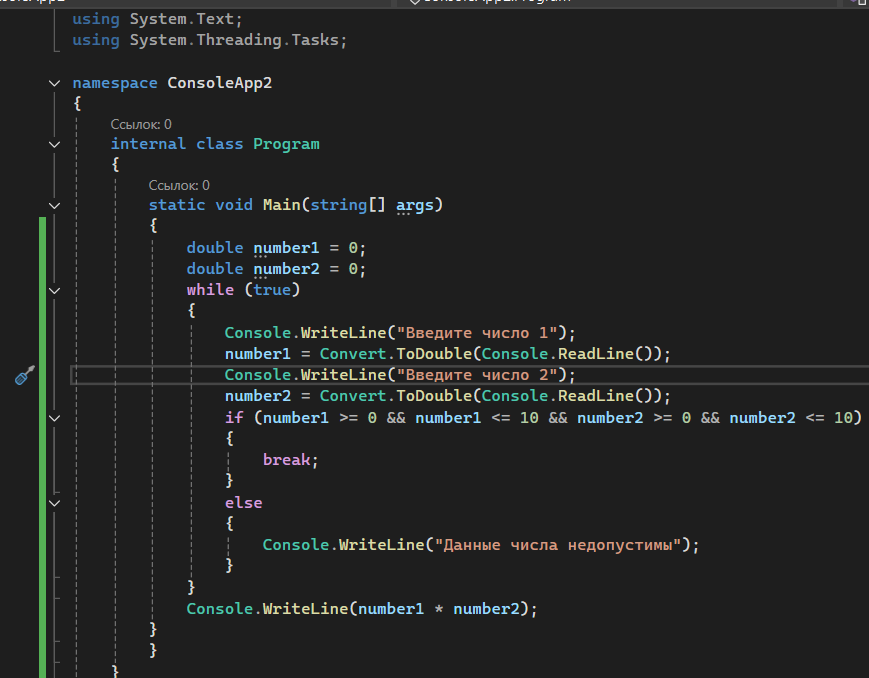 using System.Text;
using System.Threading.Tasks;
namespace ConsoleApp2
{
Ссылок: 0
internal class Program
{
Ссылок: 0
static void Main(string[] args)
{
double number1 = 0;
double number2 = 0;
while (true)
{
Console.WriteLine("Введите число 1");
number1 = Convert.ToDouble(Console.ReadLine());
Console.WriteLine("Введите число 2");
number2 = Convert.ToDouble(Console.ReadLine());
if (number1 >= 0 && number1 <= 10 && number2 >= 0 && number2 <= 10)
{
break;
}
else
{
Console.WriteLine("Данные числа недопустимы");
}
}
Console.WriteLine(number1 * number2);
}
}
}